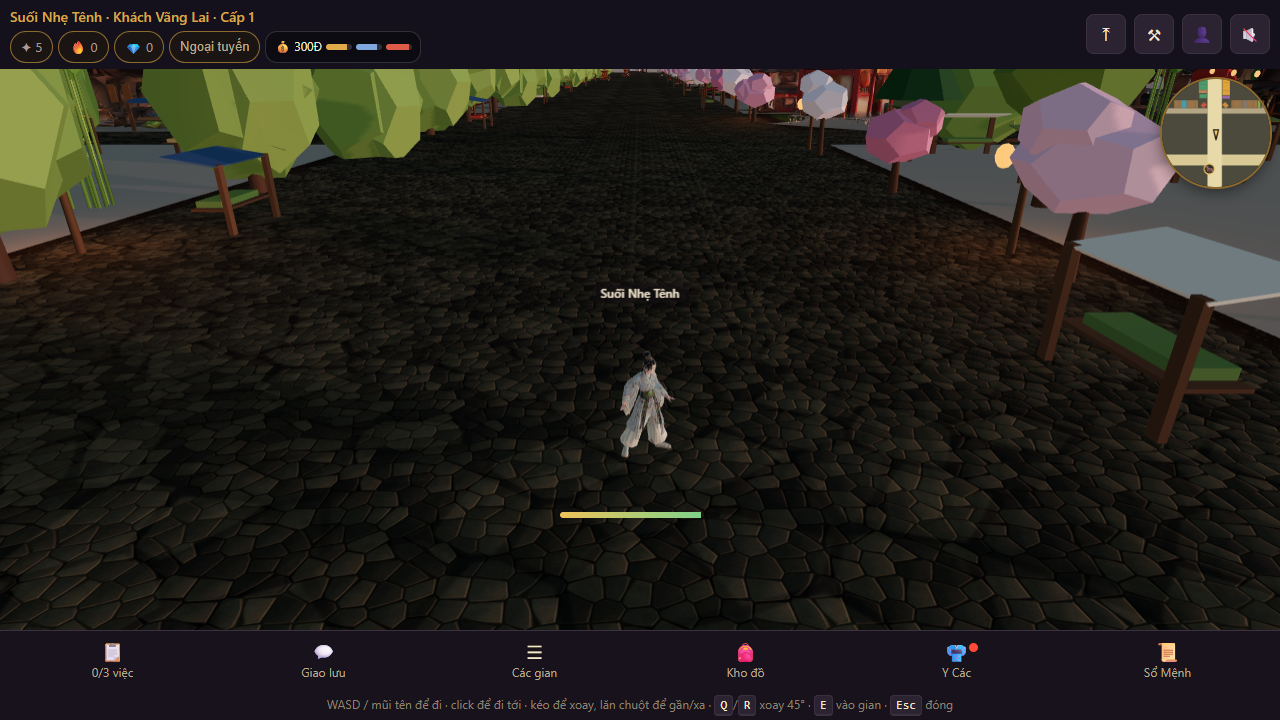 Suối Nhẹ Tênh · Khách Vãng Lai · Cấp 1
5 0 0 Ngoại tuyến 300Đ
Suối Nhẹ Tênh
0/3 việc Giao lưu Các gian Kho đồ Y Các Sổ Mệnh
WASD / mũi tên để đi · click để đi tới · kéo để xoay, lăn chuột để gần/xa · Q / R xoay 45° · E vào gian · Esc đóng